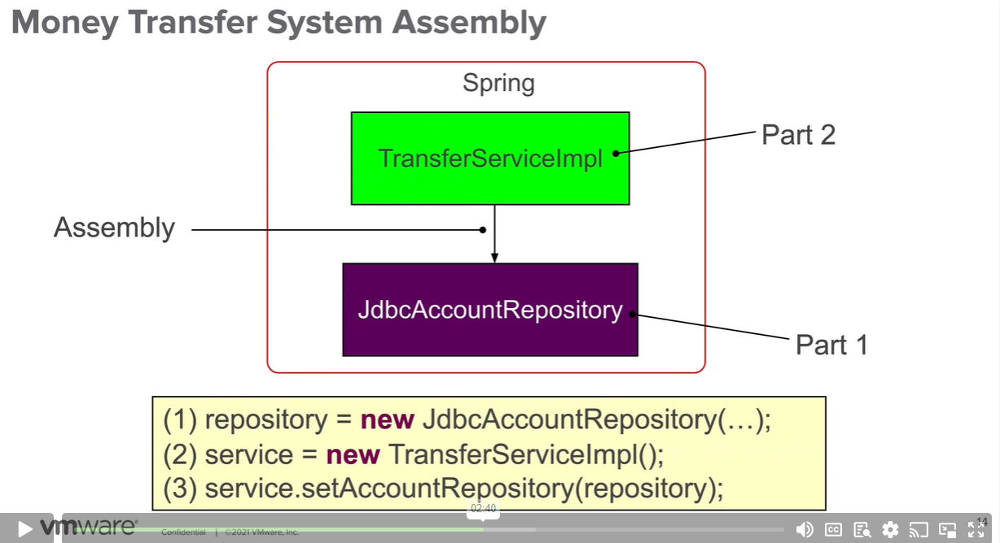 Money Transfer System Assembly
Spring
TransferServiceImpl
Part 2
Assembly
JdbcAccountRepository
Part 1
(1) repository = new JdbcAccountRepository(…);
(2) service = new TransferServiceImpl();
(3) service.setAccountRepository(repository);
02:40
vmware®
Confidential | ©2021 VMware, Inc.
14
CC